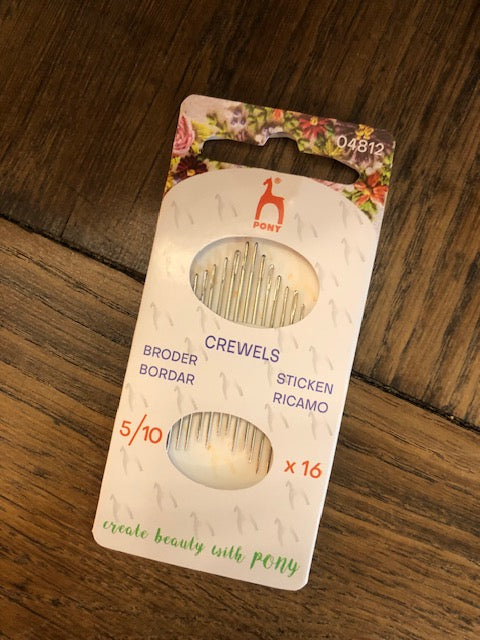 04812
PONY
CREWELS
BRODER
BORDAR
STICKEN
RICAMO
5/10
x 16
create beauty with PONY